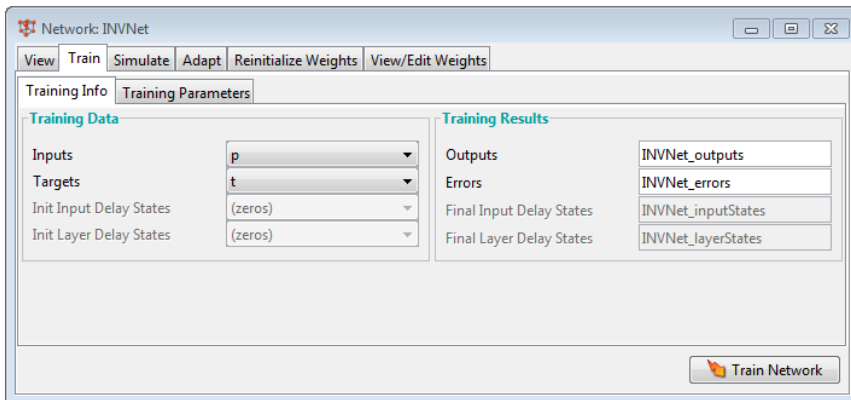 Network: INVNet
View Train Simulate Adapt Reinitialize Weights View/Edit Weights
Training Info Training Parameters
Training Data
Inputs p
Targets t
Init Input Delay States (zeros)
Init Layer Delay States (zeros)
Training Results
Outputs INVNet_outputs
Errors INVNet_errors
Final Input Delay States INVNet_inputStates
Final Layer Delay States INVNet_layerStates
Train Network